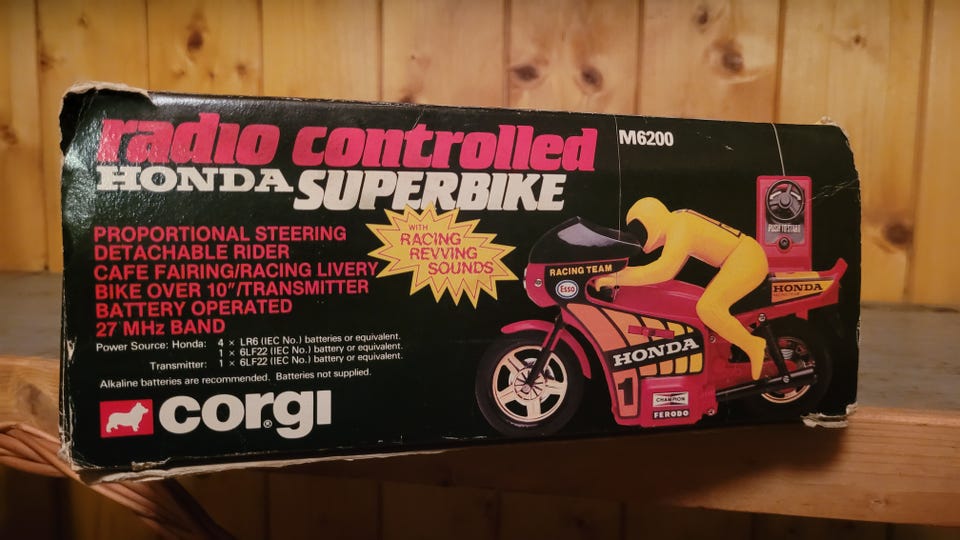 radio controlled
M6200
HONDA SUPERBIKE
PROPORTIONAL STEERING
DETACHABLE RIDER
CAFE FAIRING/RACING LIVERY
BIKE OVER 10"/TRANSMITTER
BATTERY OPERATED
27 MHz BAND
WITH
RACING
REVVING
SOUNDS
Power Source: Honda: 4 × LR6 (IEC No.) batteries or equivalent.
1 × 6LF22 (IEC No.) battery or equivalent.
Transmitter: 1 × 6LF22 (IEC No.) battery or equivalent.
Alkaline batteries are recommended. Batteries not supplied.
corgi®
PUSH TO START
RACING TEAM
Esso
HONDA
HONDA
1
CHAMPION
FERODO